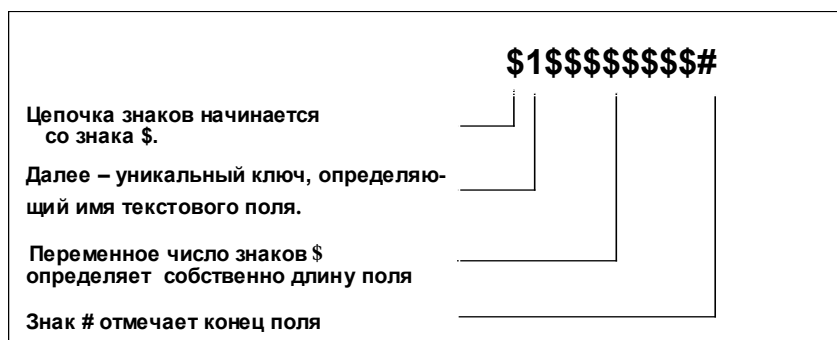 $1$$$$$$$$#
Цепочка знаков начинается
со знака $.
Далее – уникальный ключ, определяю-
щий имя текстового поля.
Переменное число знаков $
определяет собственно длину поля
Знак # отмечает конец поля